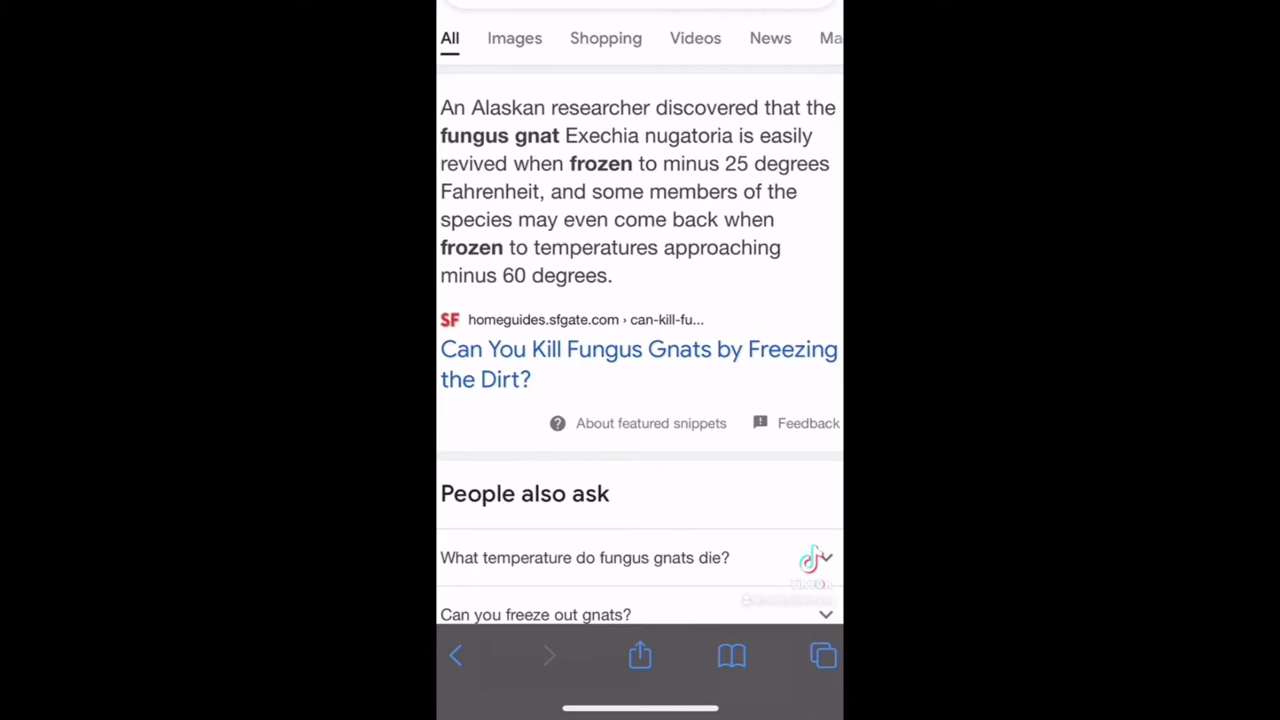 All Images Shopping Videos News Ma
An Alaskan researcher discovered that the
fungus gnat Exechia nugatoria is easily
revived when frozen to minus 25 degrees
Fahrenheit, and some members of the
species may even come back when
frozen to temperatures approaching
minus 60 degrees.
SF homeguides.sfgate.com › can-kill-fu...
Can You Kill Fungus Gnats by Freezing
the Dirt?
About featured snippets Feedback
People also ask
What temperature do fungus gnats die?
TikTok
Can you freeze out gnats?